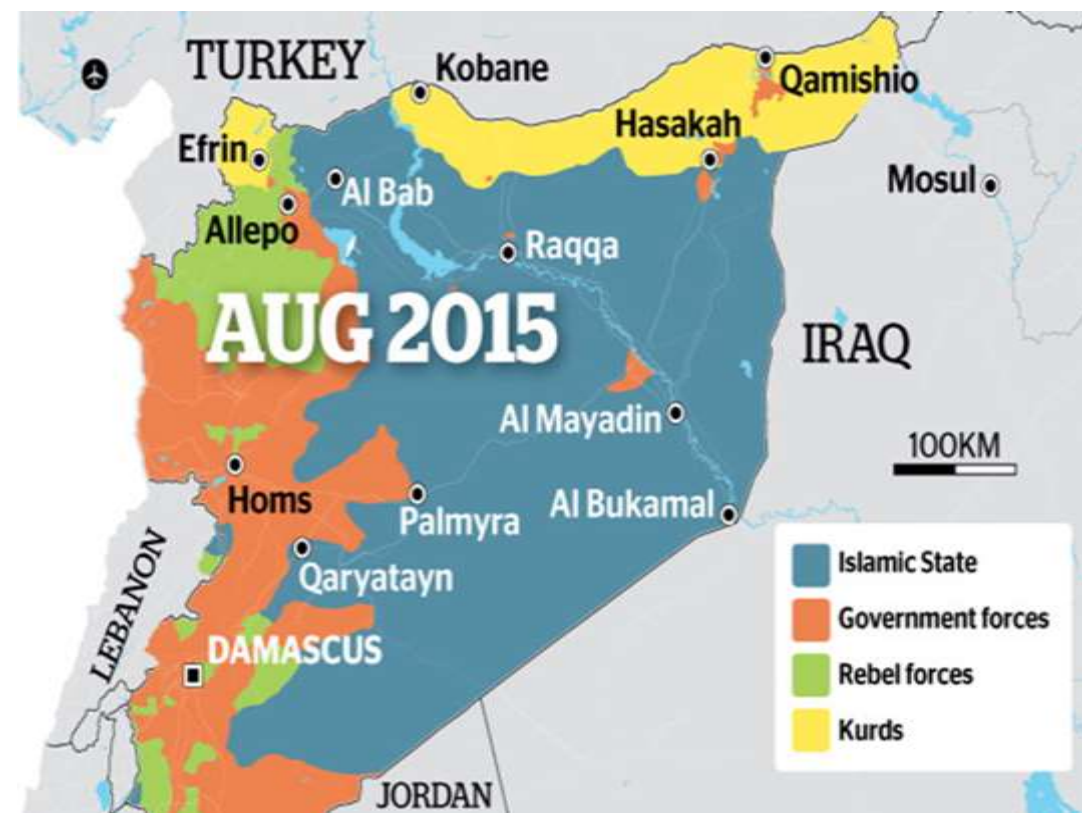 TURKEY
Kobane
Qamishio
Hasakah
Efrin
Al Bab
Mosul
Allepo
Raqqa
AUG 2015
IRAQ
Al Mayadin
100KM
Homs
Palmyra
Al Bukamal
Qaryatayn
LEBANON
DAMASCUS
JORDAN
Islamic State
Government forces
Rebel forces
Kurds